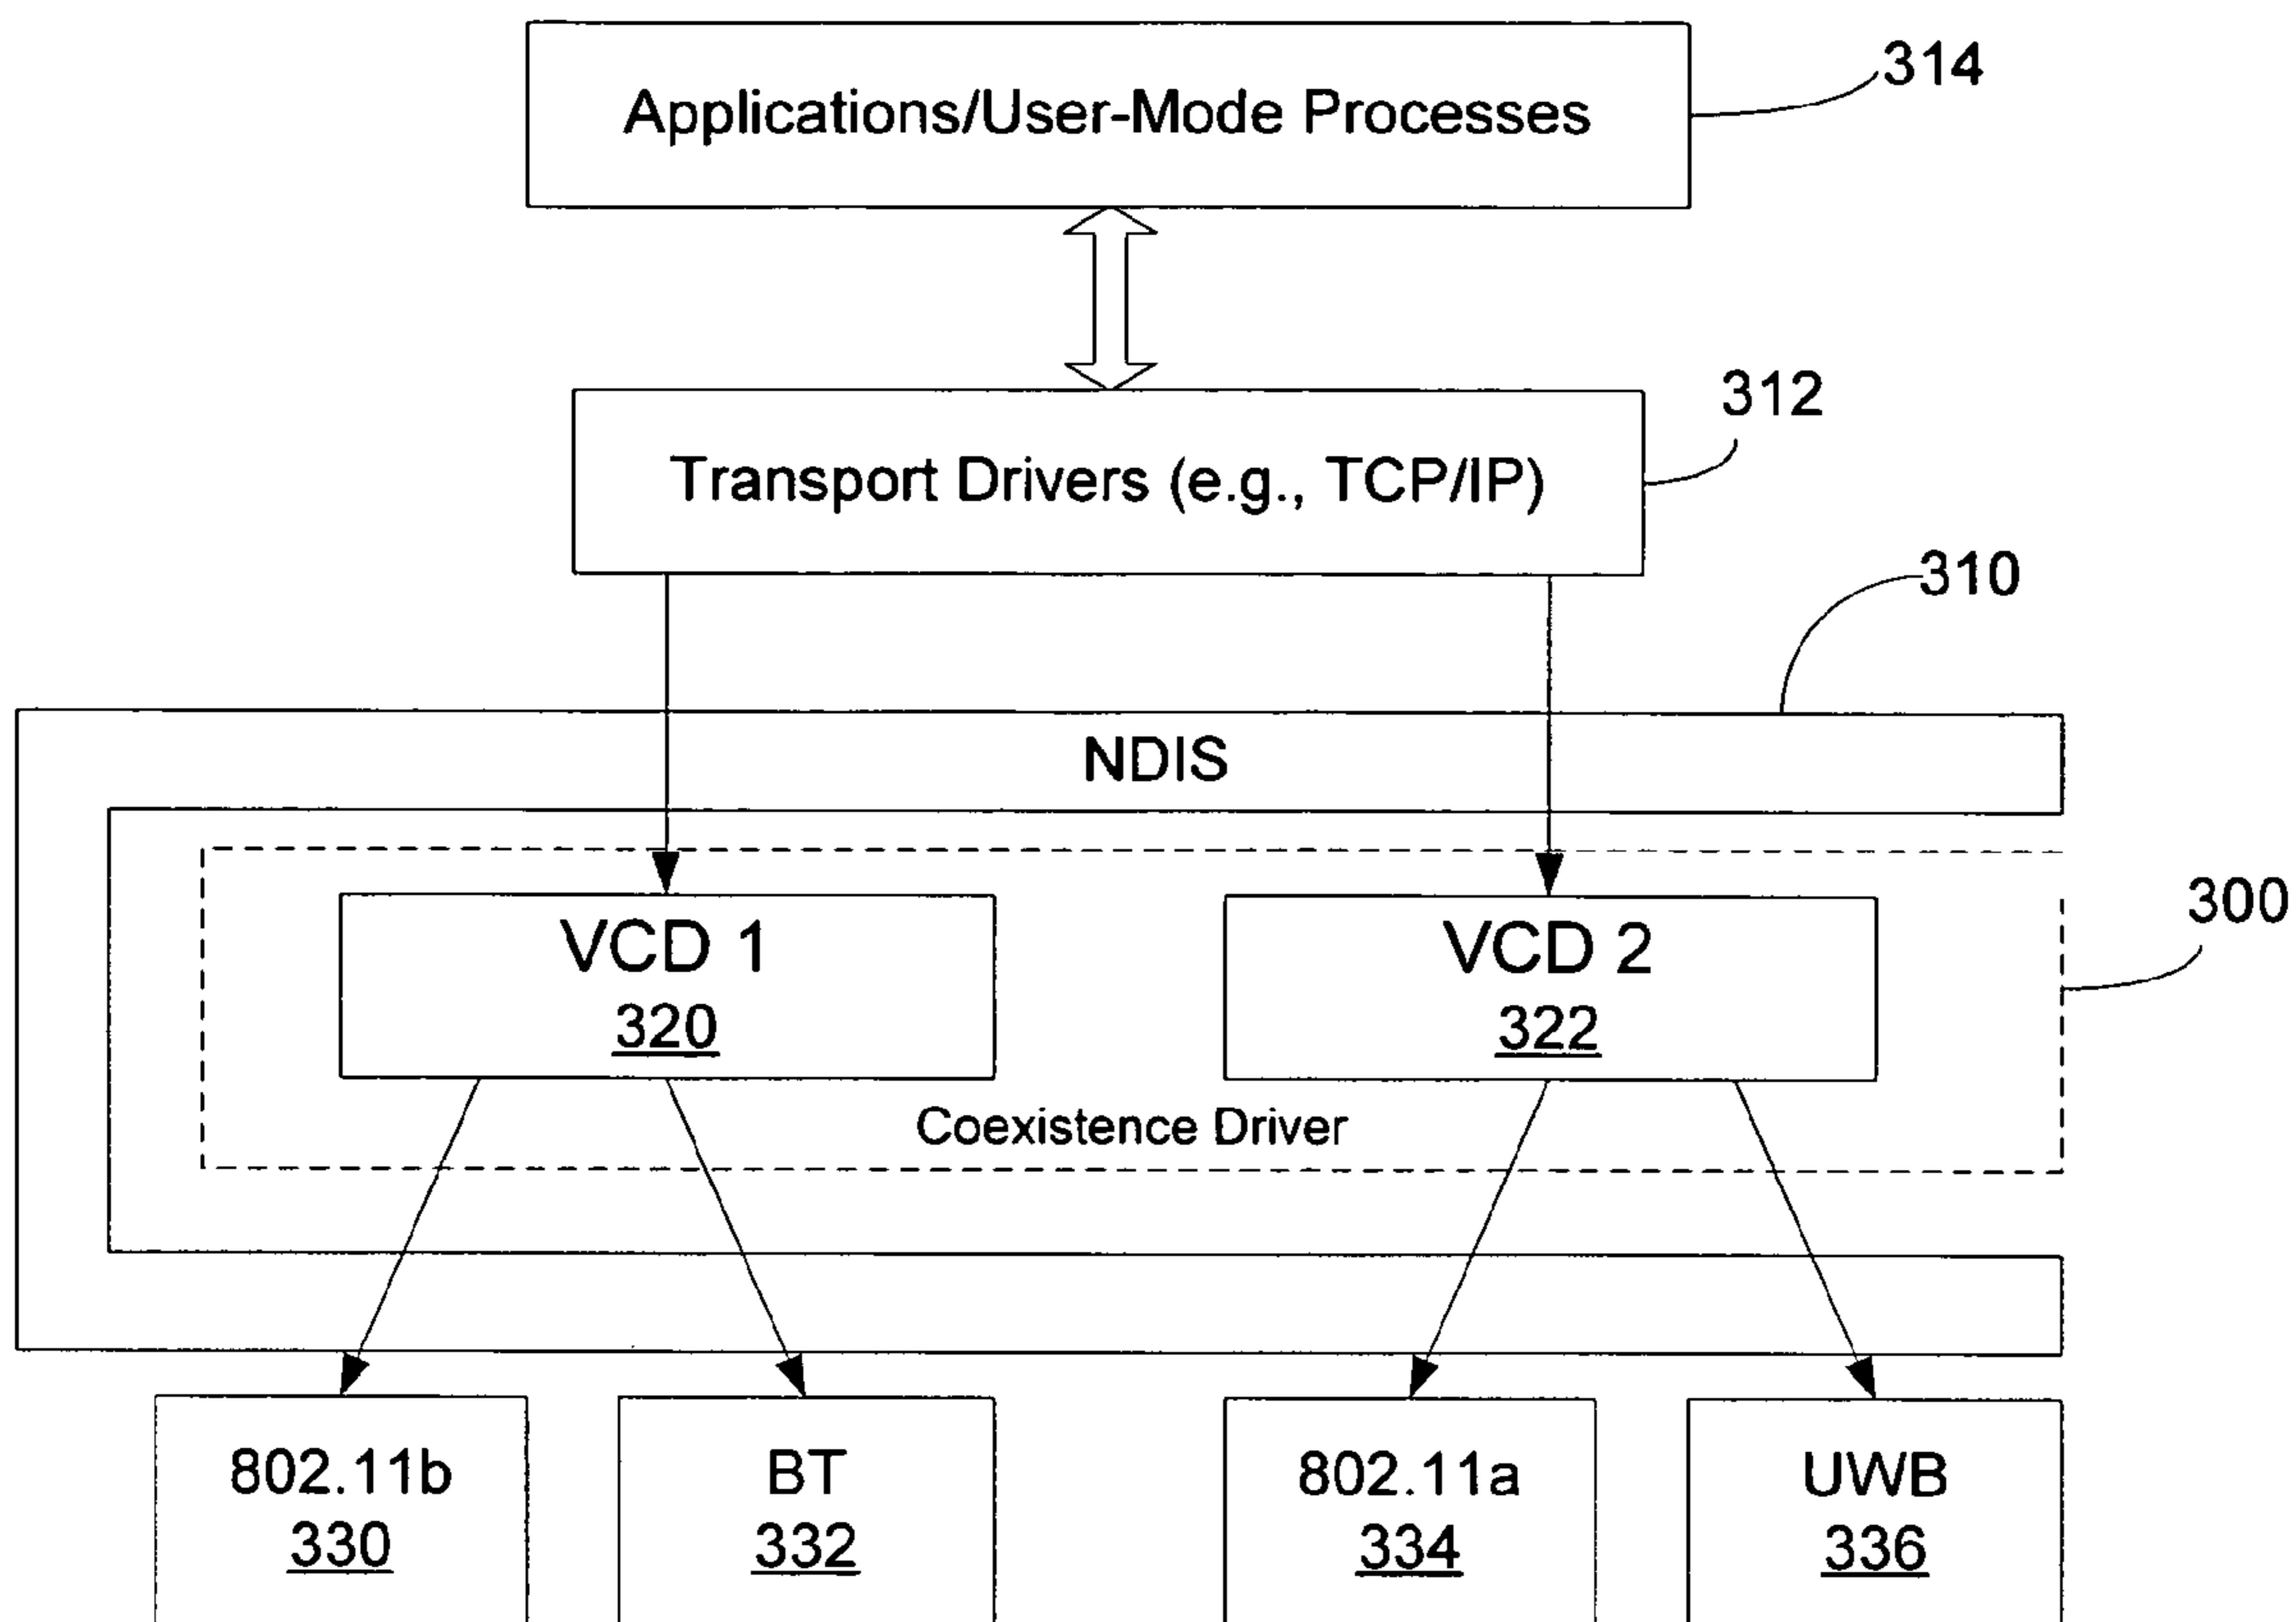 Applications/User-Mode Processes
314
Transport Drivers (e.g., TCP/IP)
312
310
NDIS
300
VCD 1
320
VCD 2
322
Coexistence Driver
802.11b
330
BT
332
802.11a
334
UWB
336